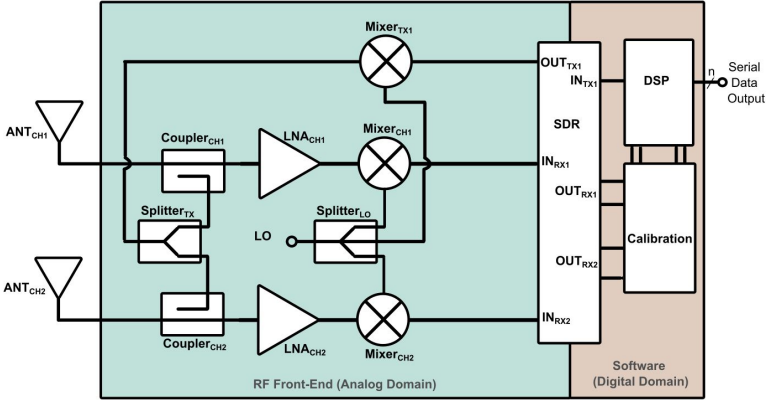 Mixer_TX1
OUT_TX1
IN_TX1
DSP
n
Serial
Data
Output
ANT_CH1
Coupler_CH1
LNA_CH1
Mixer_CH1
SDR
IN_RX1
OUT_RX1
Splitter_TX
LO
Splitter_LO
Calibration
OUT_RX2
ANT_CH2
IN_RX2
Coupler_CH2
LNA_CH2
Mixer_CH2
RF Front-End (Analog Domain)
Software
(Digital Domain)